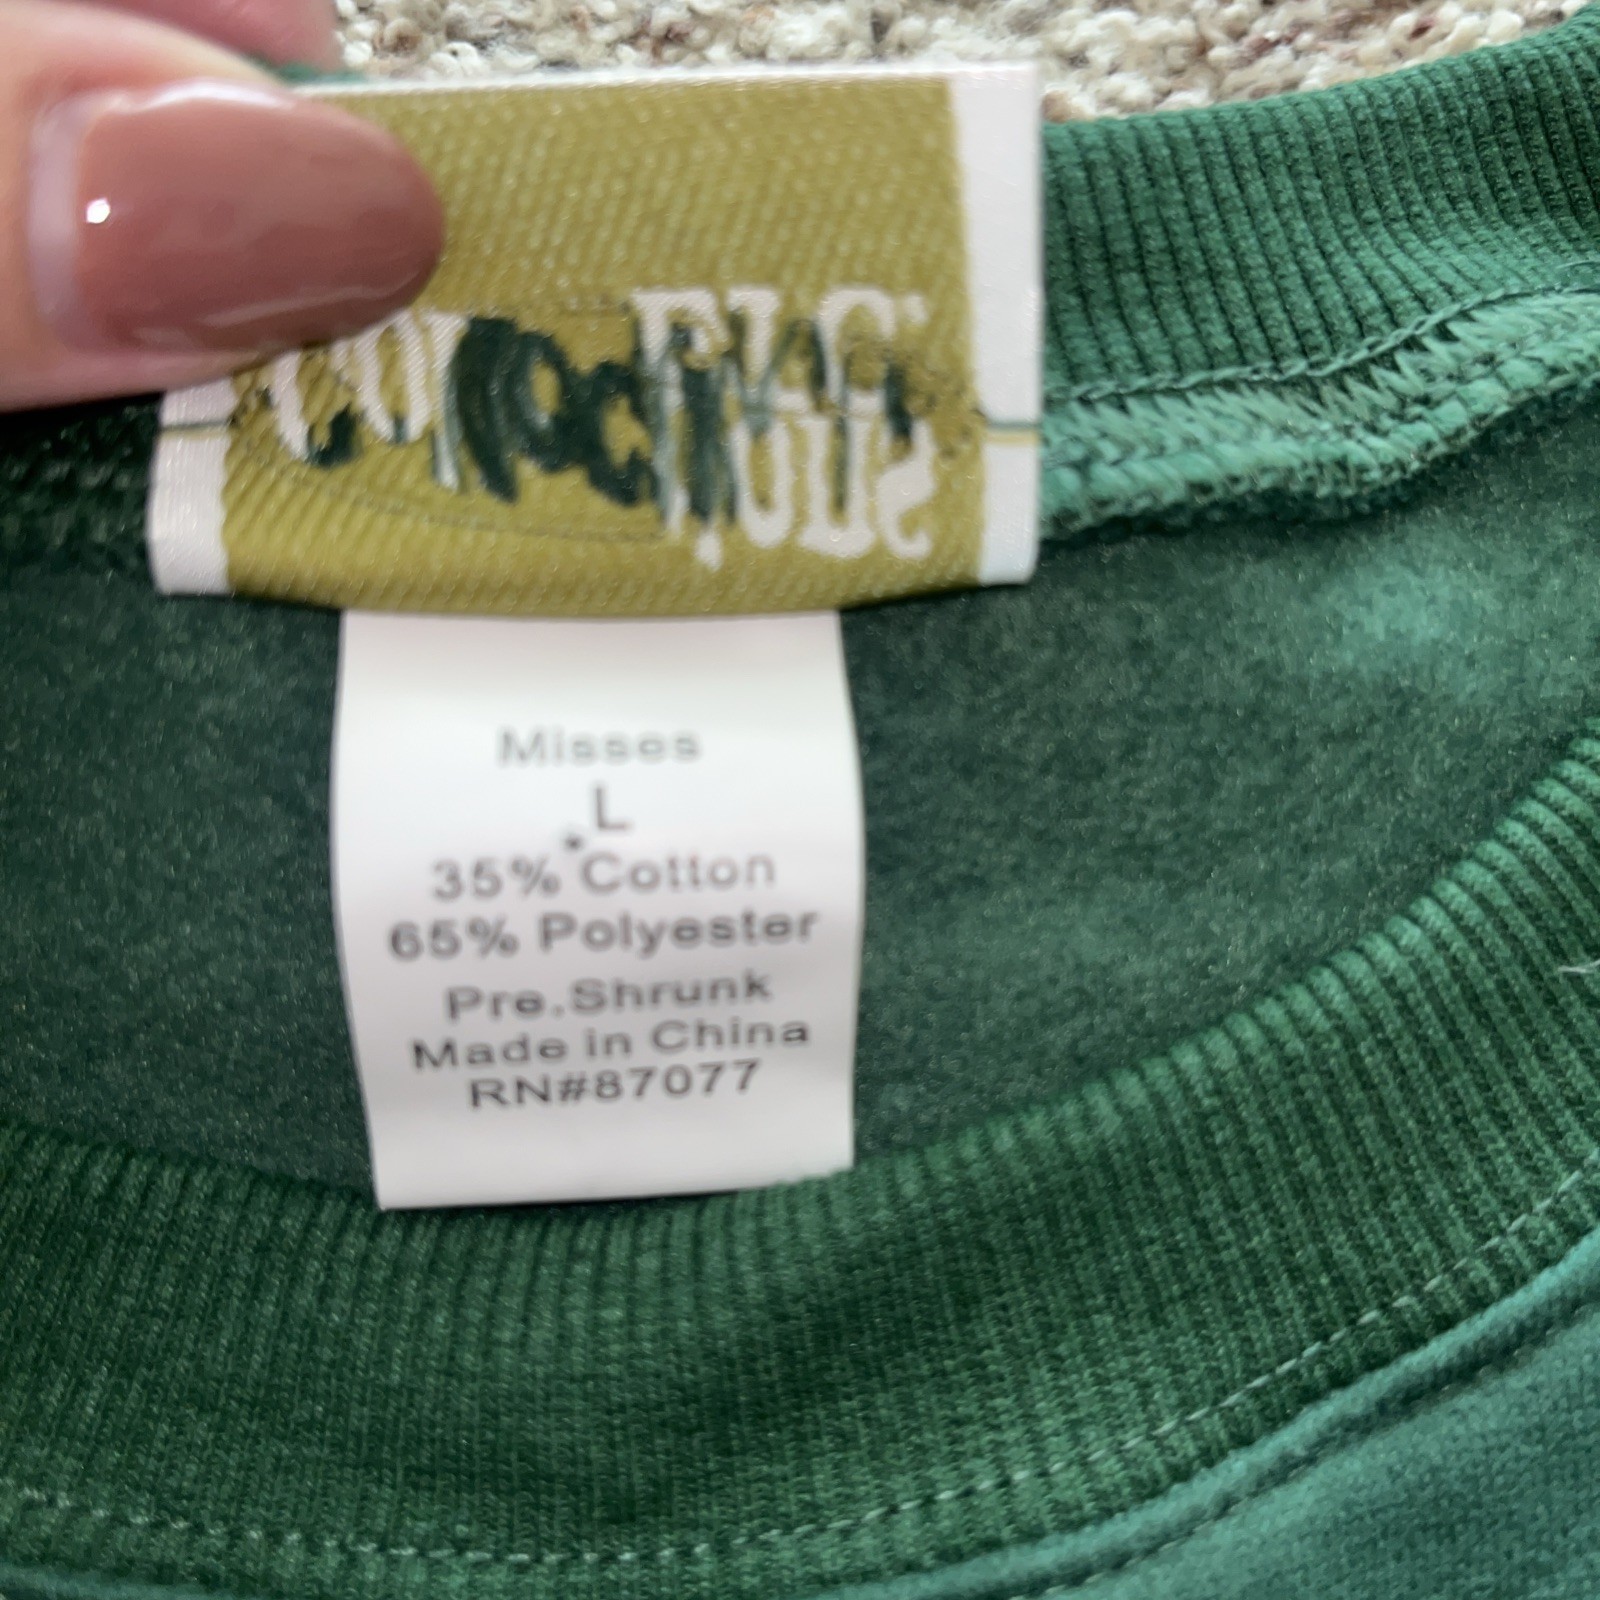 Misses
L
35% Cotton
65% Polyester
Pre.Shrunk
Made in China
RN#87077